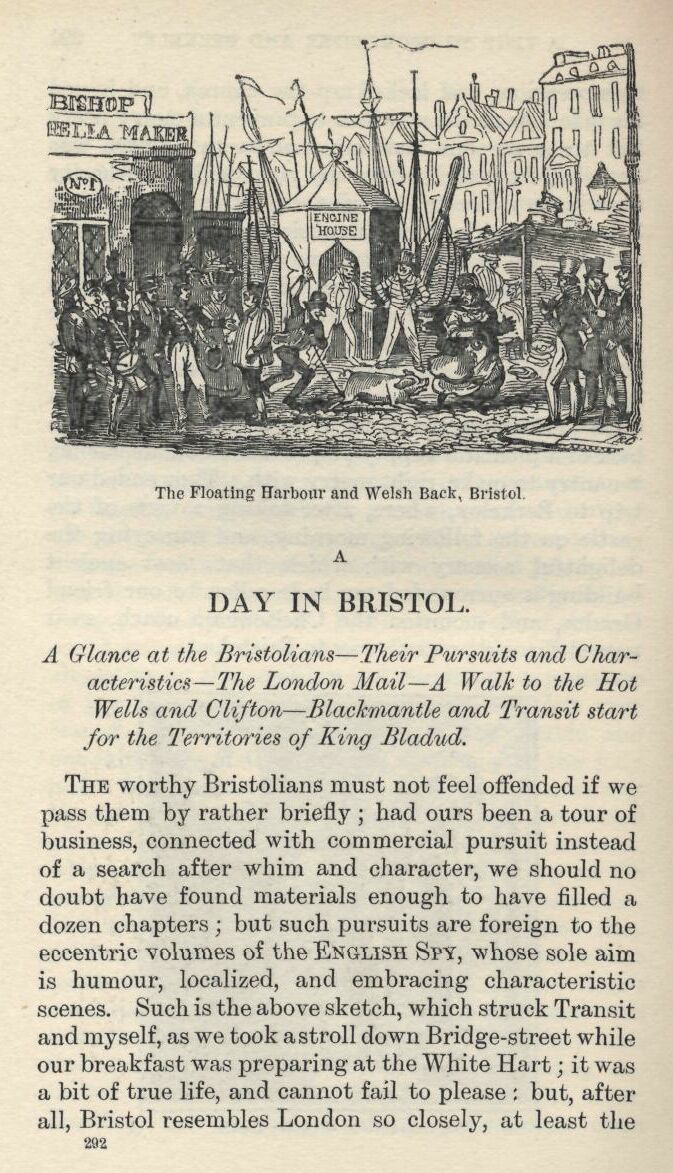 BISHOP
RELLA MAKER
No 1
ENGINE
HOUSE
The Floating Harbour and Welsh Back, Bristol.
A
DAY IN BRISTOL.
A Glance at the Bristolians—Their Pursuits and Char-
acteristics—The London Mail—A Walk to the Hot
Wells and Clifton—Blackmantle and Transit start
for the Territories of King Bladud.
THE worthy Bristolians must not feel offended if we
pass them by rather briefly ; had ours been a tour of
business, connected with commercial pursuit instead
of a search after whim and character, we should no
doubt have found materials enough to have filled a
dozen chapters ; but such pursuits are foreign to the
eccentric volumes of the ENGLISH SPY, whose sole aim
is humour, localized, and embracing characteristic
scenes. Such is the above sketch, which struck Transit
and myself, as we took a stroll down Bridge-street while
our breakfast was preparing at the White Hart ; it was
a bit of true life, and cannot fail to please : but, after
all, Bristol resembles London so closely, at least the
292